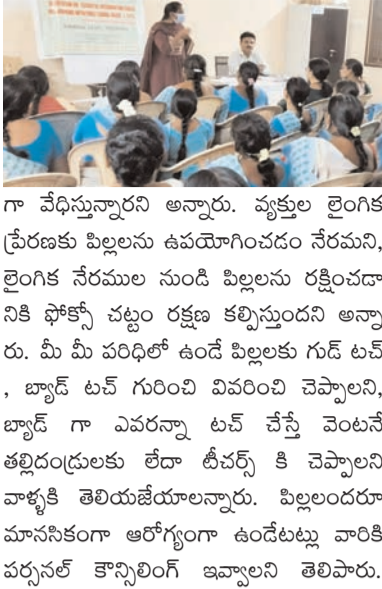 గా వేధిస్తున్నారని అన్నారు. వ్యక్తుల లైంగిక
ప్రేరణకు పిల్లలను ఉపయోగించడం నేరమని,
లైంగిక నేరముల నుండి పిల్లలను రక్షించడా
నికి ఫోక్సో చట్టం రక్షణ కల్పిస్తుందని అన్నా
రు. మీ మీ పరిధిలో ఉండే పిల్లలకు గుడ్ టచ్
, బ్యాడ్ టచ్ గురించి వివరించి చెప్పాలని,
బ్యాడ్ గా ఎవరన్నా టచ్ చేస్తే వెంటనే
తల్లిదండ్రులకు లేదా టీచర్స్ కి చెప్పాలని
వాళ్ళకి తెలియజేయాలన్నారు. పిల్లలందరూ
మానసికంగా ఆరోగ్యంగా ఉండేటట్లు వారికి
పర్సనల్ కౌన్సిలింగ్ ఇవ్వాలని తెలిపారు.